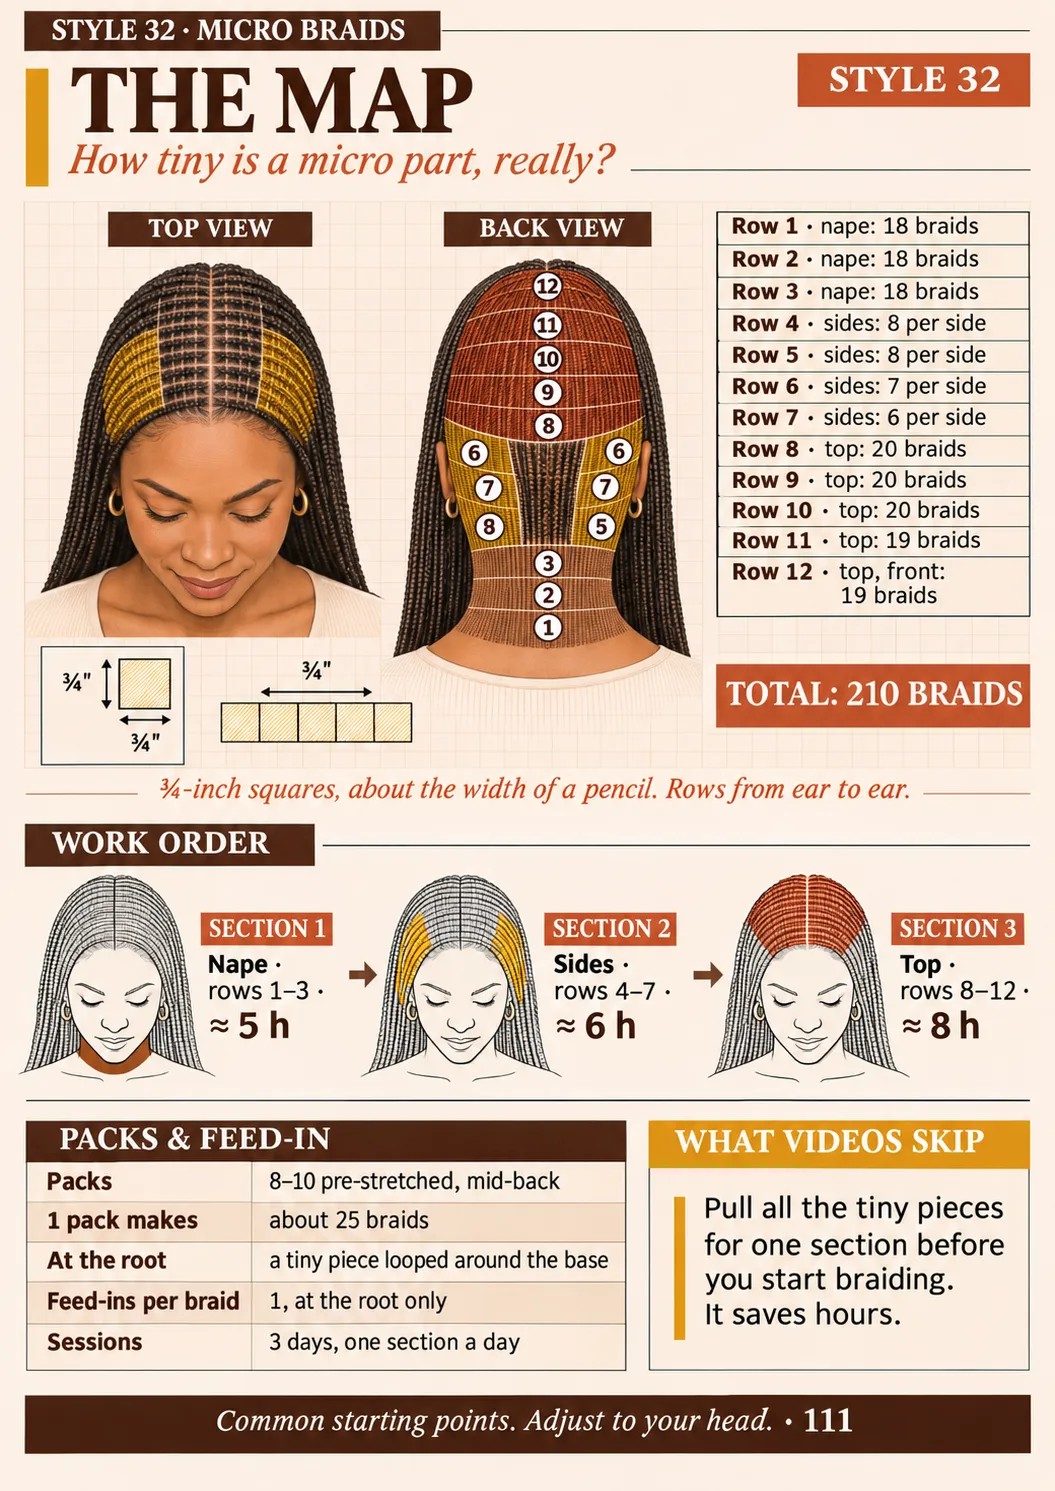 STYLE 32 · MICRO BRAIDS
STYLE 32
THE MAP
How tiny is a micro part, really?
TOP VIEW
BACK VIEW
12
11
10
9
8
6
6
7
7
8
5
3
2
1
Row 1 · nape: 18 braids
Row 2 · nape: 18 braids
Row 3 · nape: 18 braids
Row 4 · sides: 8 per side
Row 5 · sides: 8 per side
Row 6 · sides: 7 per side
Row 7 · sides: 6 per side
Row 8 · top: 20 braids
Row 9 · top: 20 braids
Row 10 · top: 20 braids
Row 11 · top: 19 braids
Row 12 · top, front:
19 braids
TOTAL: 210 BRAIDS
¾"
¾"
¾"
¾-inch squares, about the width of a pencil. Rows from ear to ear.
WORK ORDER
SECTION 1
Nape ·
rows 1–3 ·
≈ 5 h
SECTION 2
Sides ·
rows 4–7 ·
≈ 6 h
SECTION 3
Top ·
rows 8–12 ·
≈ 8 h
PACKS & FEED-IN
Packs 8–10 pre-stretched, mid-back
1 pack makes about 25 braids
At the root a tiny piece looped around the base
Feed-ins per braid 1, at the root only
Sessions 3 days, one section a day
WHAT VIDEOS SKIP
Pull all the tiny pieces
for one section before
you start braiding.
It saves hours.
Common starting points. Adjust to your head. · 111